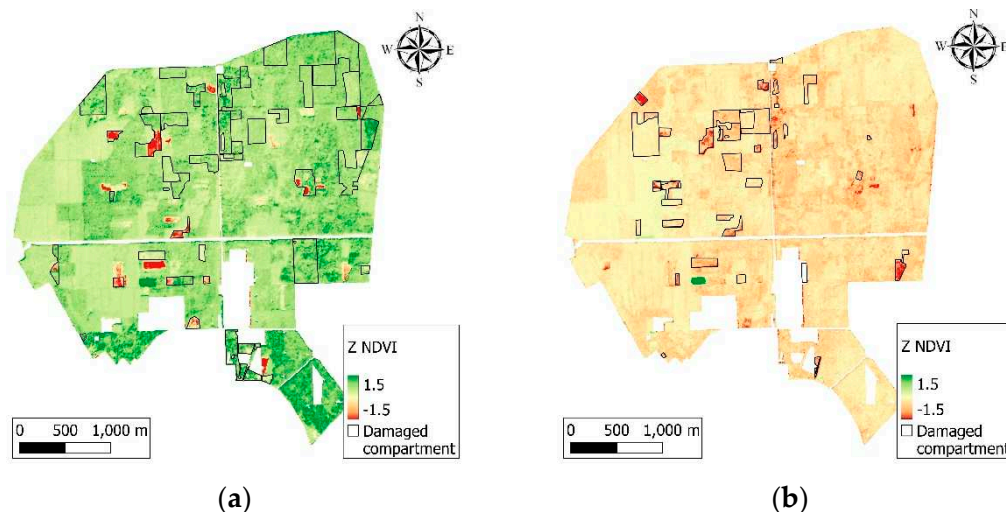 N
W E
S
Z NDVI
1.5
-1.5
Damaged
compartment
0 500 1,000 m
(a)
N
W E
S
Z NDVI
1.5
-1.5
Damaged
compartment
0 500 1,000 m
(b)